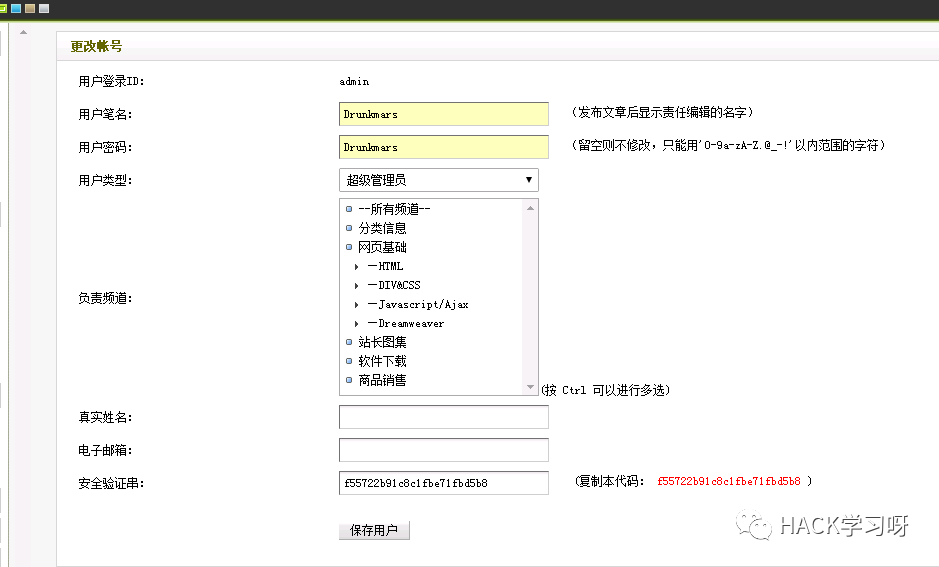 更改帐号
用户登录ID: admin
用户笔名: Drunkmars (发布文章后显示责任编辑的名字)
用户密码: Drunkmars (留空则不修改，只能用'0-9a-zA-Z.@_-!'以内范围的字符)
用户类型: 超级管理员
--所有频道--
分类信息
网页基础
—HTML
—DIV&CSS
负责频道:
—Javascript/Ajax
—Dreamweaver
站长图集
软件下载
商品销售
(按 Ctrl 可以进行多选)
真实姓名:
电子邮箱:
安全验证串: f55722b91c8c1fbe71fbd5b8 (复制本代码: f55722b91c8c1fbe71fbd5b8 )
保存用户
HACK学习呀